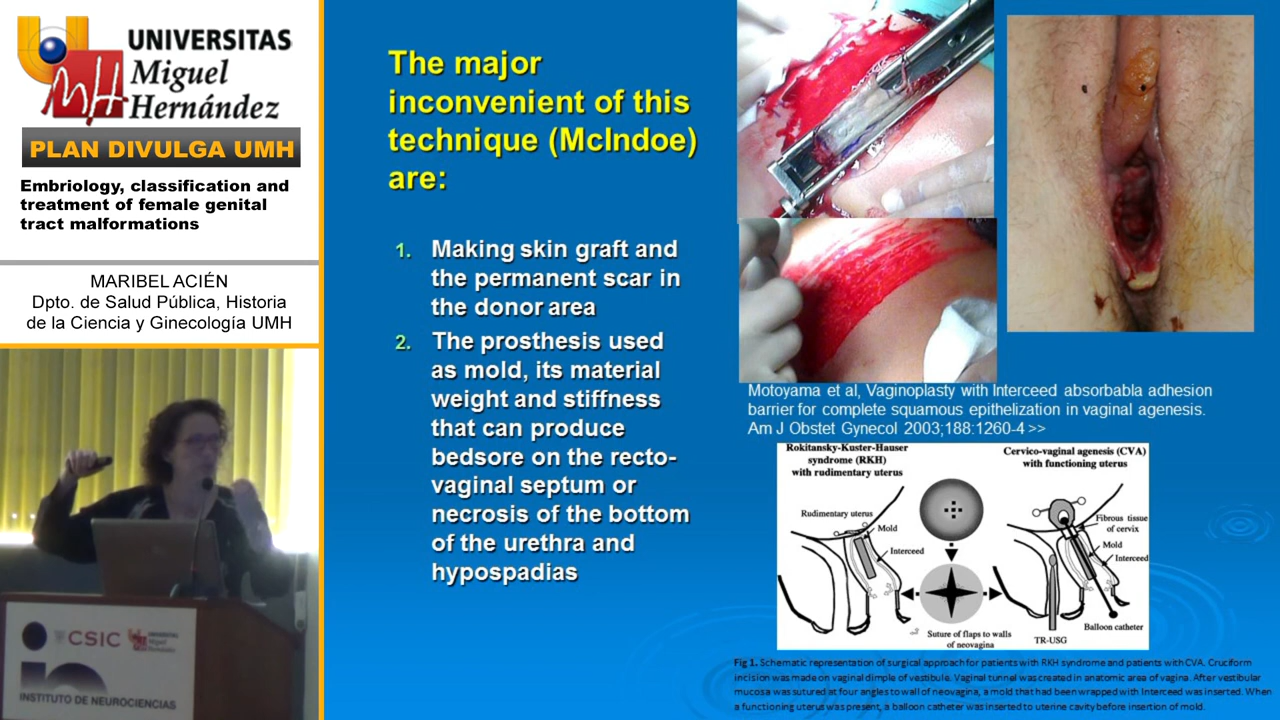 UNIVERSITAS
Miguel
Hernández
PLAN DIVULGA UMH
Embriology, classification and
treatment of female genital
tract malformations
MARIBEL ACIÉN
Dpto. de Salud Pública, Historia
de la Ciencia y Ginecología UMH
CSIC
UNIVERSITAS
Miguel
Hernández
in
INSTITUTO DE NEUROCIENCIAS
The major
inconvenient of this
technique (McIndoe)
are:
1. Making skin graft and
the permanent scar in
the donor area
2. The prosthesis used
as mold, its material
weight and stiffness
that can produce
bedsore on the recto-
vaginal septum or
necrosis of the bottom
of the urethra and
hypospadias
Motoyama et al, Vaginoplasty with Interceed absorbabla adhesion
barrier for complete squamous epithelization in vaginal agenesis.
Am J Obstet Gynecol 2003;188:1260-4 >>
Rokitansky-Kuster-Hauser
syndrome (RKH)
with rudimentary uterus
Cervico-vaginal agenesis (CVA)
with functioning uterus
Rudimentary uterus
Mold
Interceed
Fibrous tissue
of cervix
Mold
Interceed
Suture of flaps to walls
of neovagina
TR-USG
Balloon catheter
Fig 1. Schematic representation of surgical approach for patients with RKH syndrome and patients with CVA. Cruciform
incision was made on vaginal dimple of vestibule. Vaginal tunnel was created in anatomic area of vagina. After vestibular
mucosa was sutured at four angles to wall of neovagina, a mold that had been wrapped with Interceed was inserted. When
a functioning uterus was present, a balloon catheter was inserted to uterine cavity before insertion of mold.